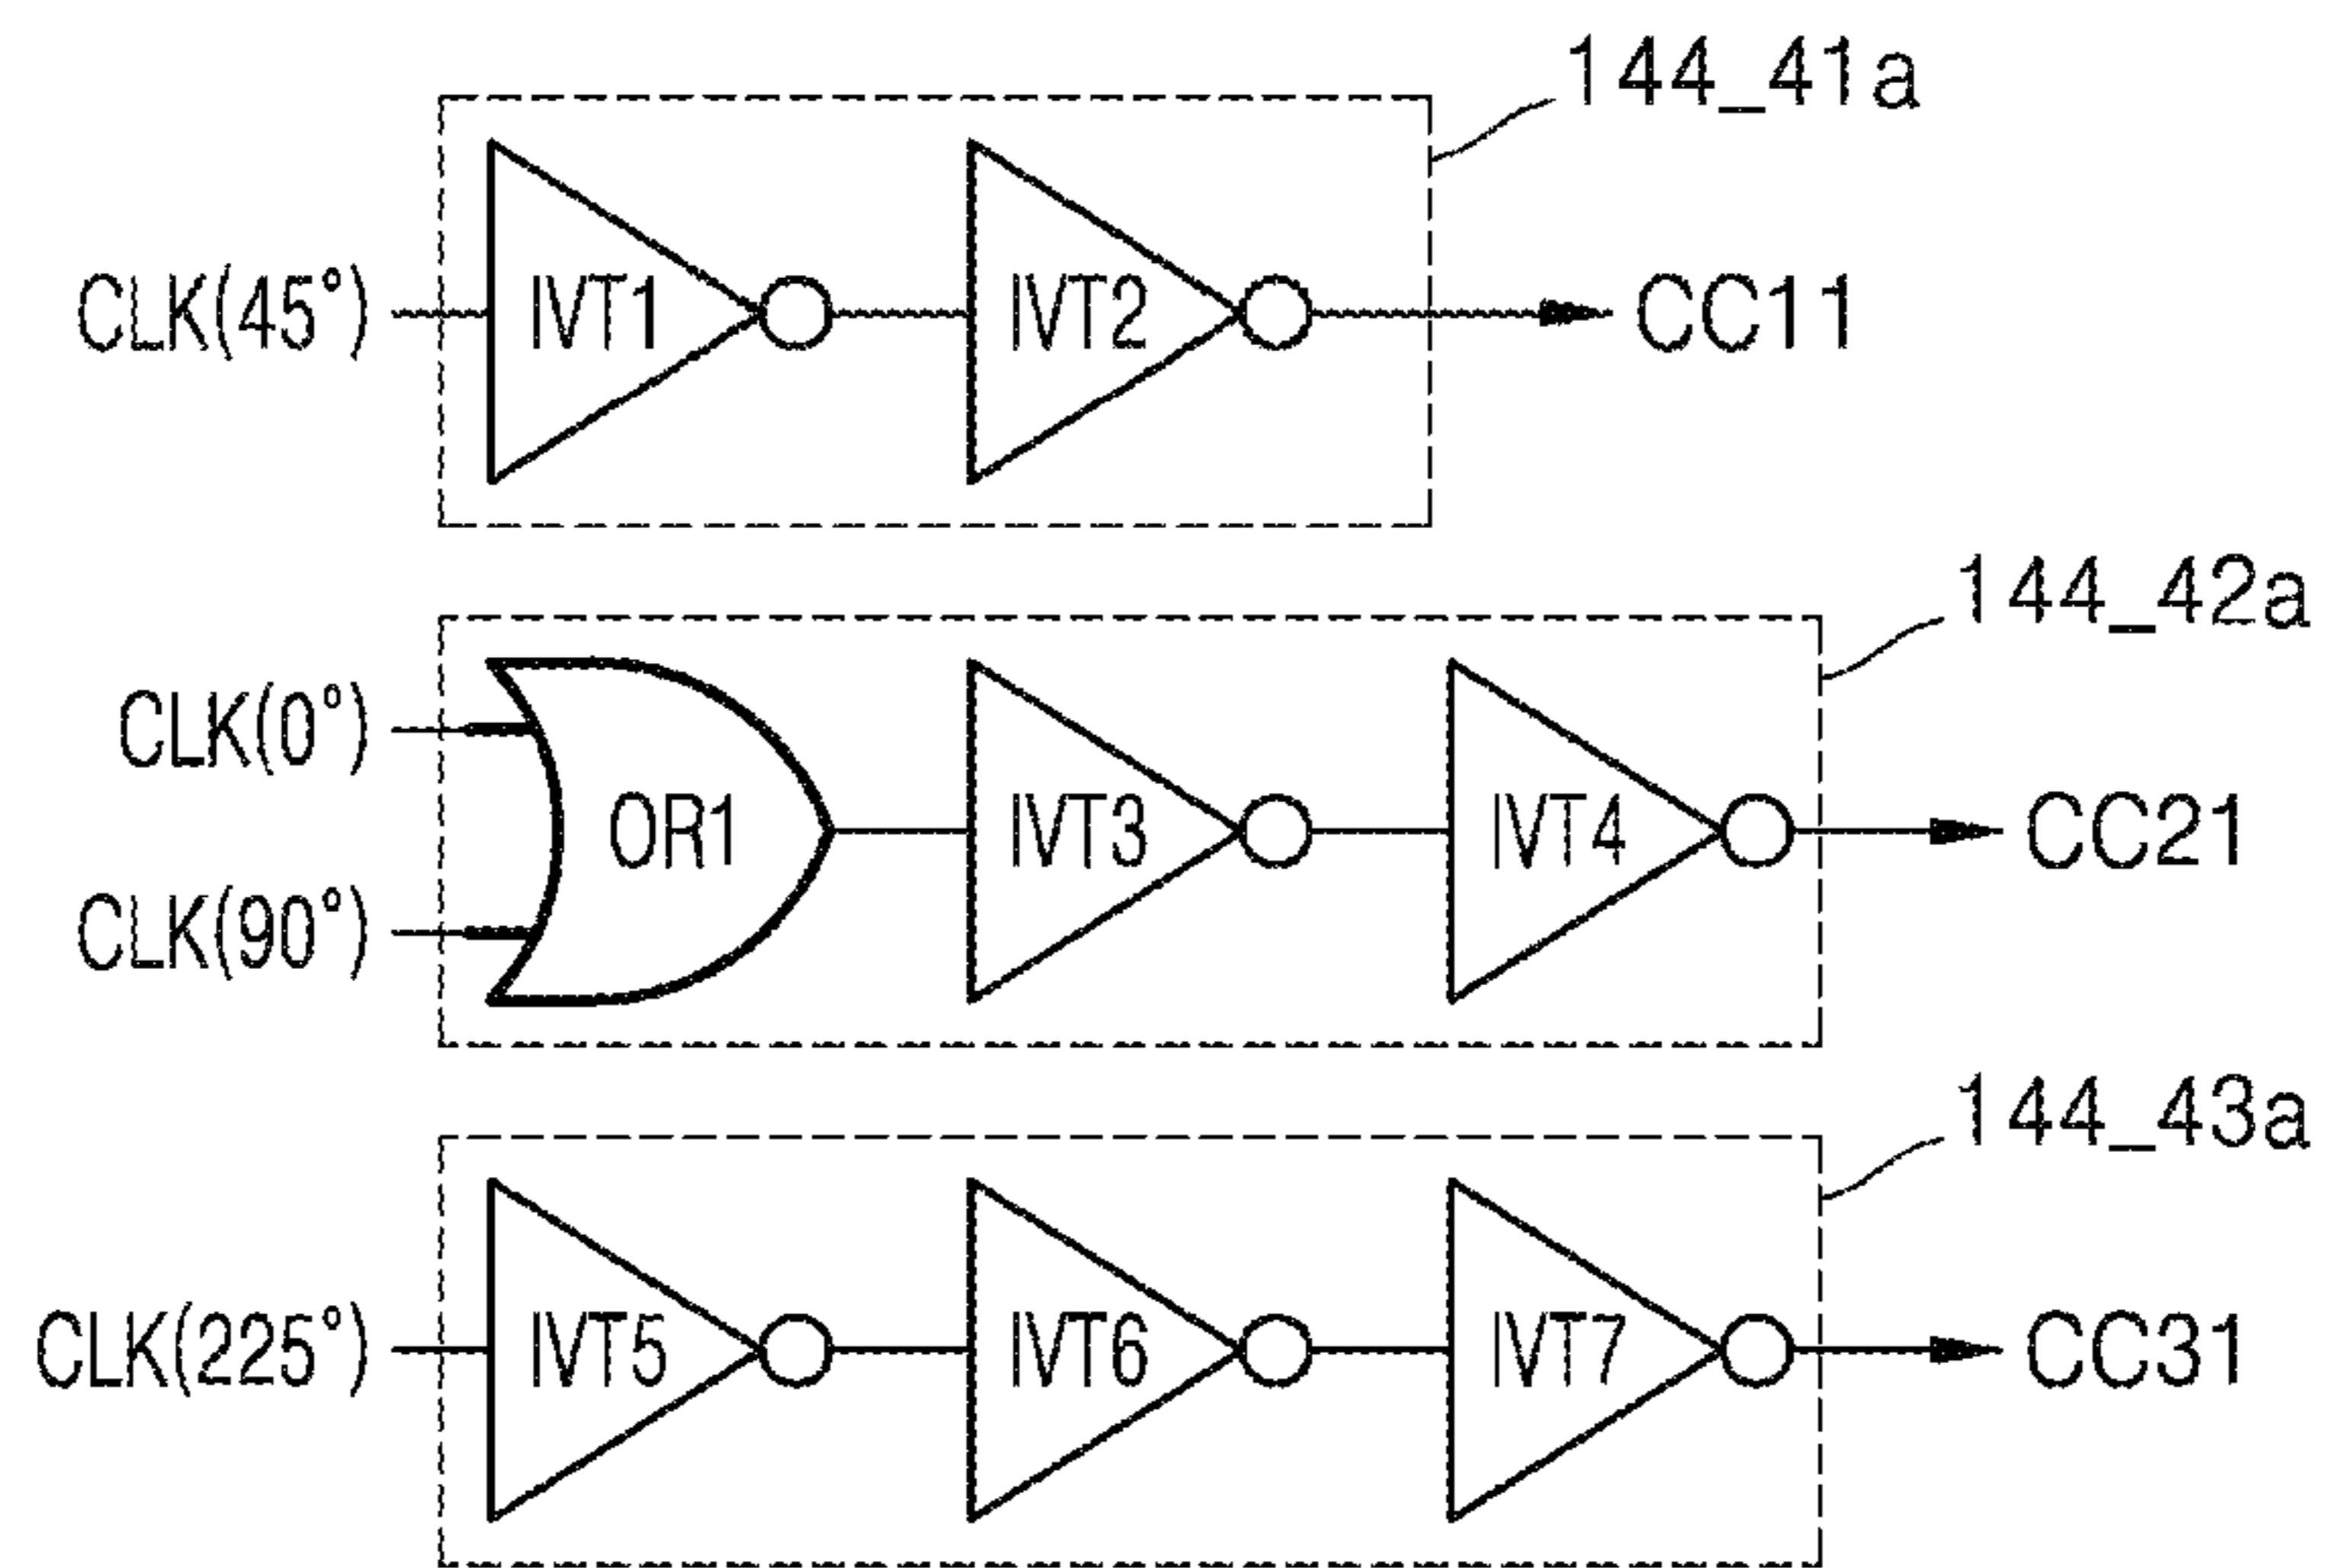 144_41a
CLK(45°) IVT1 IVT2 CC11
144_42a
CLK(0°)
OR1 IVT3 IVT4 CC21
CLK(90°)
144_43a
CLK(225°) IVT5 IVT6 IVT7 CC31